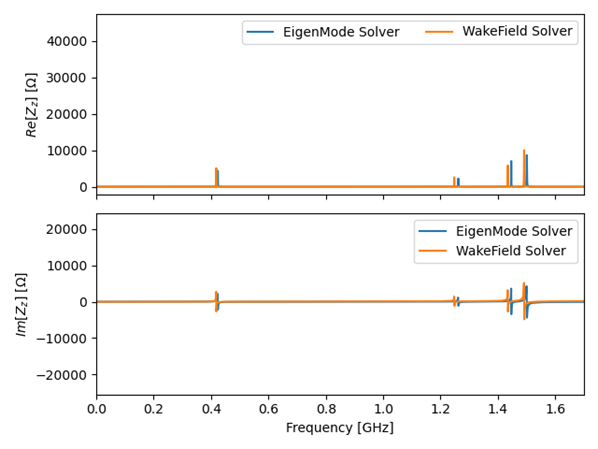 EigenMode Solver WakeField Solver
40000
30000
20000
10000
0
Re[Z_z] [Ω]
EigenMode Solver
WakeField Solver
20000
10000
0
−10000
−20000
Im[Z_z] [Ω]
0.0 0.2 0.4 0.6 0.8 1.0 1.2 1.4 1.6
Frequency [GHz]